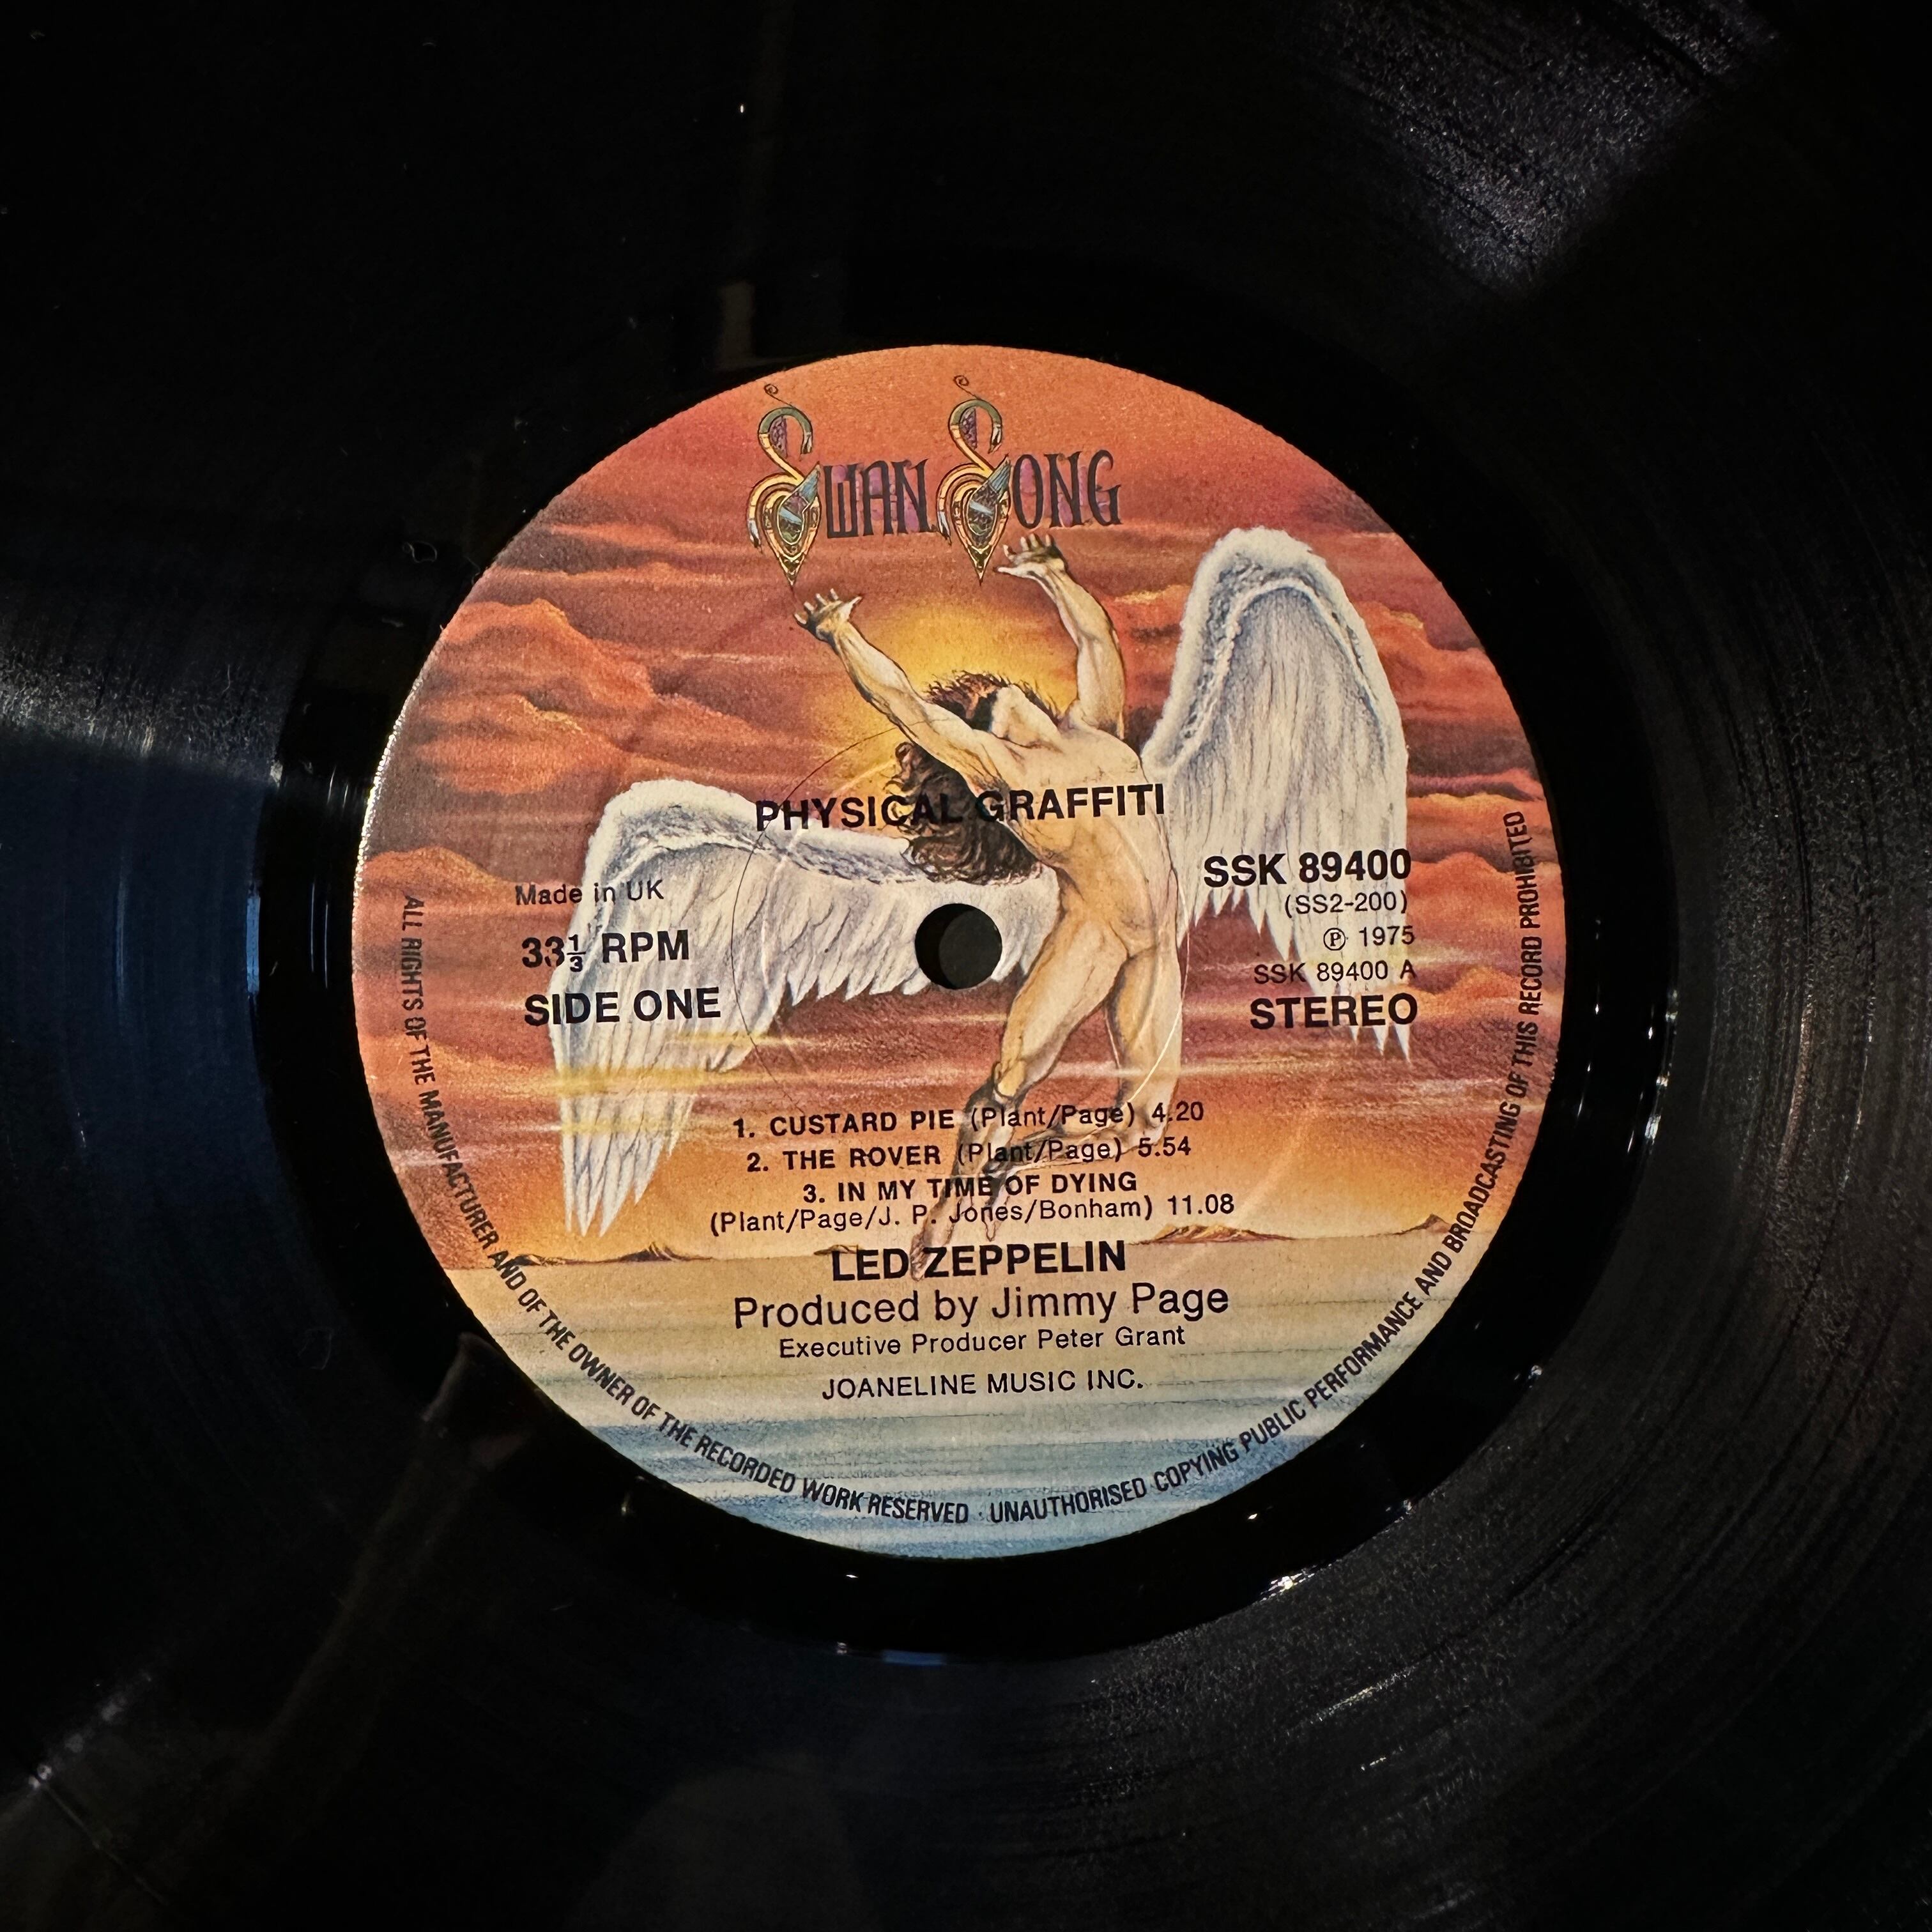 SWAN SONG
PHYSICAL GRAFFITI
Made in UK
33⅓ RPM
SIDE ONE
SSK 89400
(SS2-200)
Ⓟ 1975
SSK 89400 A
STEREO
1. CUSTARD PIE (Plant/Page) 4.20
2. THE ROVER (Plant/Page) 5.54
3. IN MY TIME OF DYING
(Plant/Page/J. P. Jones/Bonham) 11.08
LED ZEPPELIN
Produced by Jimmy Page
Executive Producer Peter Grant
JOANELINE MUSIC INC.
ALL RIGHTS OF THE MANUFACTURER AND OF THE OWNER OF THE RECORDED WORK RESERVED · UNAUTHORISED COPYING PUBLIC PERFORMANCE AND BROADCASTING OF THIS RECORD PROHIBITED